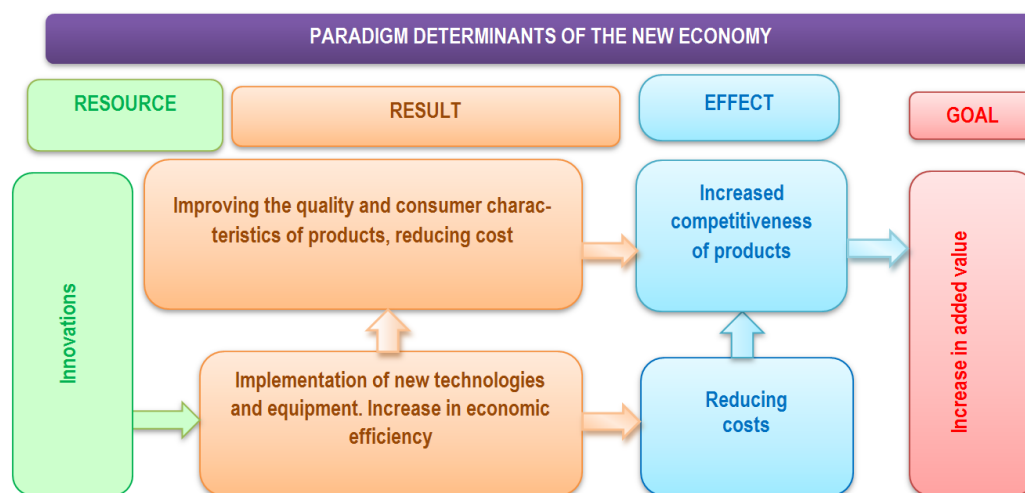 PARADIGM DETERMINANTS OF THE NEW ECONOMY
RESOURCE
RESULT
EFFECT
GOAL
Innovations
Improving the quality and consumer charac-
teristics of products, reducing cost
Increased
competitiveness
of products
Increase in added value
Implementation of new technologies
and equipment. Increase in economic
efficiency
Reducing
costs